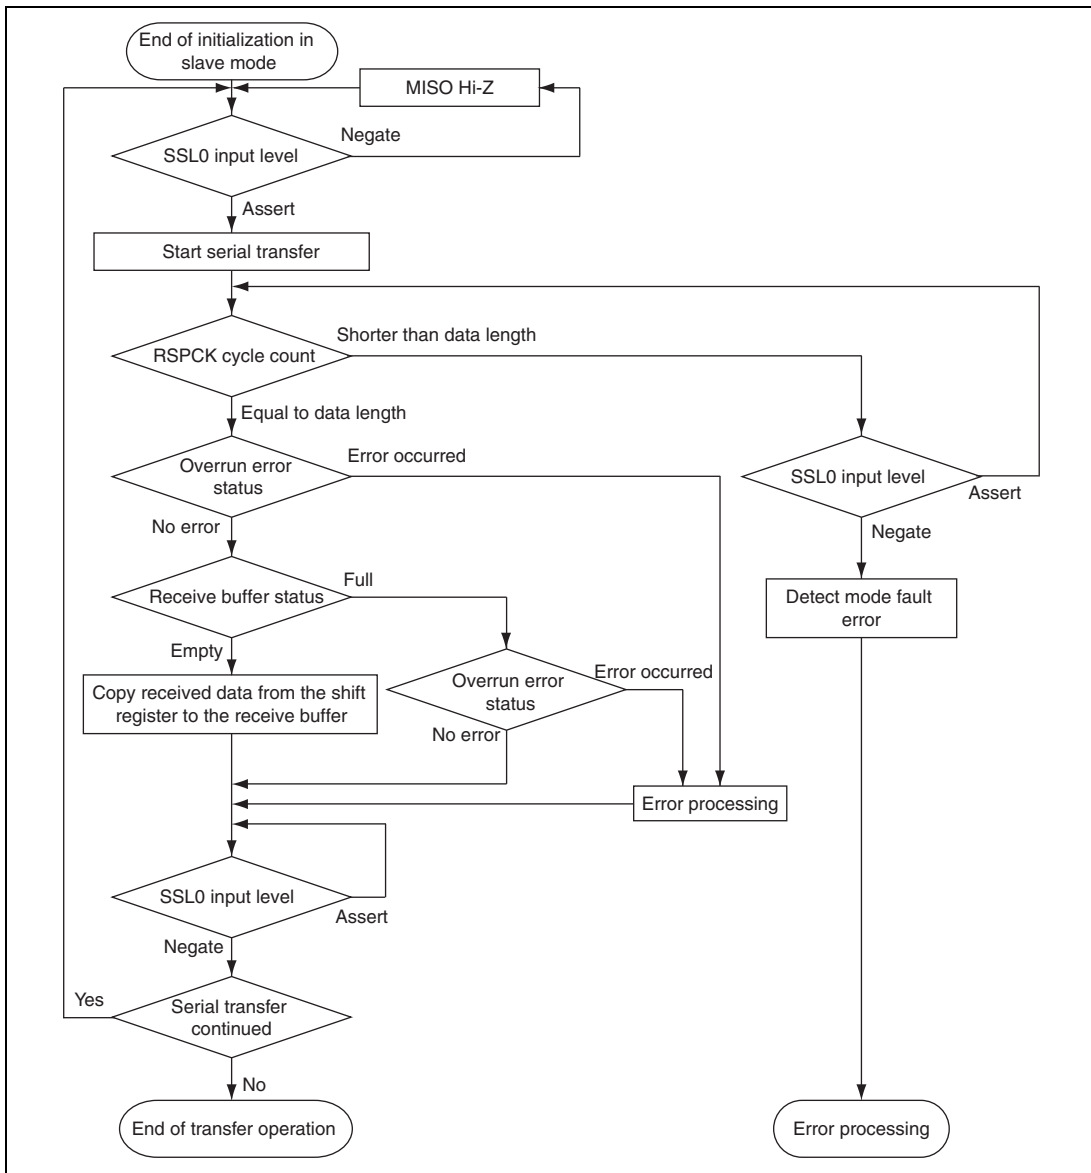 End of initialization in
slave mode
MISO Hi-Z
Negate
SSL0 input level
Assert
Start serial transfer
Shorter than data length
RSPCK cycle count
Equal to data length
Error occurred
Overrun error
status
SSL0 input level
Assert
No error
Negate
Full
Receive buffer status
Detect mode fault
error
Empty
Error occurred
Overrun error
status
Copy received data from the shift
register to the receive buffer
No error
Error processing
SSL0 input level
Assert
Negate
Yes
Serial transfer
continued
No
End of transfer operation
Error processing